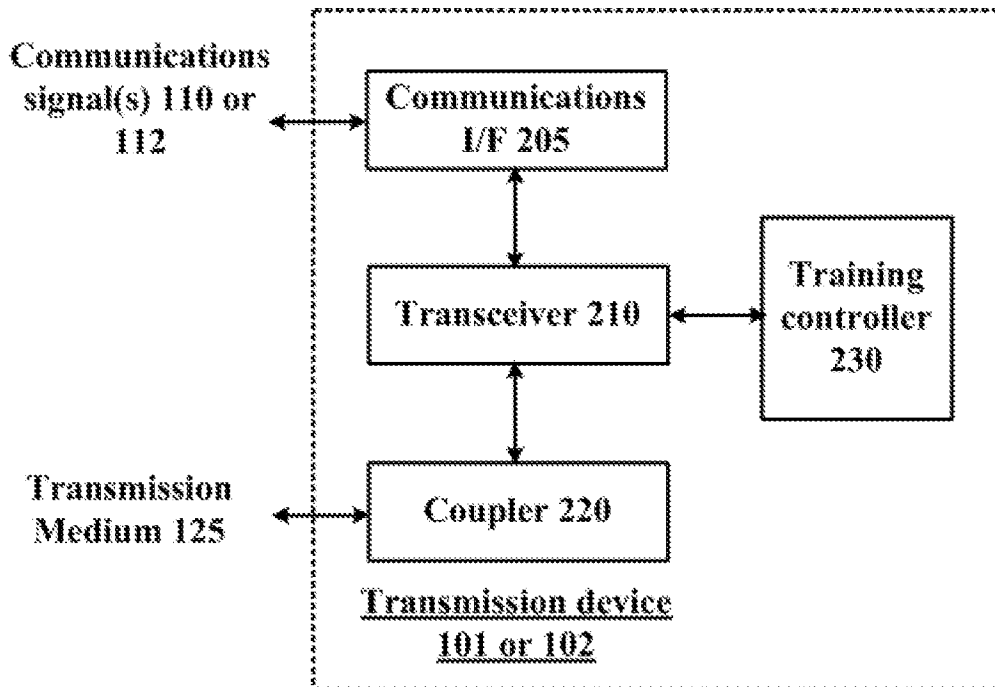 Communications
signal(s) 110 or
112
Communications
I/F 205
Transceiver 210
Training
controller
230
Transmission
Medium 125
Coupler 220
Transmission device
101 or 102